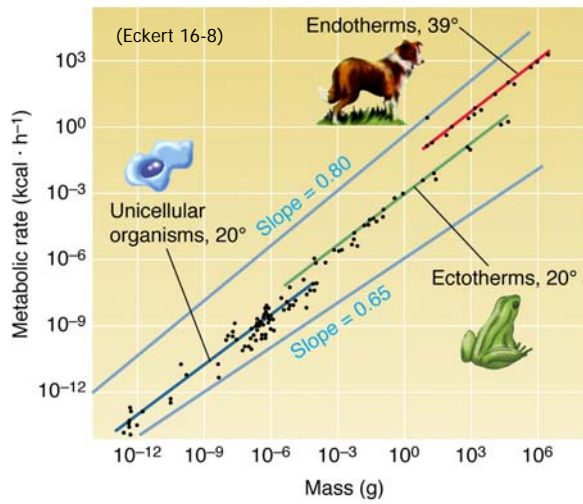 (Eckert 16-8)
Endotherms, 39°
10³
10⁰
10⁻³
10⁻⁶
10⁻⁹
10⁻¹²
Metabolic rate (kcal · h⁻¹)
Unicellular
organisms, 20°
Slope = 0.80
Slope = 0.65
Ectotherms, 20°
10⁻¹² 10⁻⁹ 10⁻⁶ 10⁻³ 10⁰ 10³ 10⁶
Mass (g)